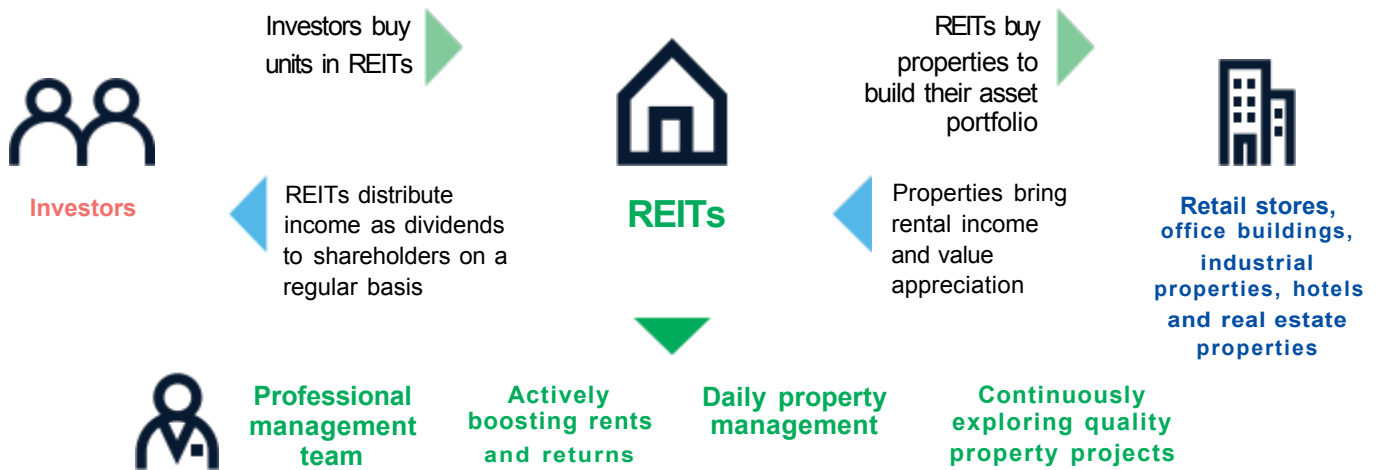 Investors buy
units in REITs
REITs buy
properties to
build their asset
portfolio
Investors
REITs distribute
income as dividends
to shareholders on a
regular basis
REITs
Properties bring
rental income
and value
appreciation
Retail stores,
office buildings,
industrial
properties, hotels
and real estate
properties
Professional
management
team
Actively
boosting rents
and returns
Daily property
management
Continuously
exploring quality
property projects